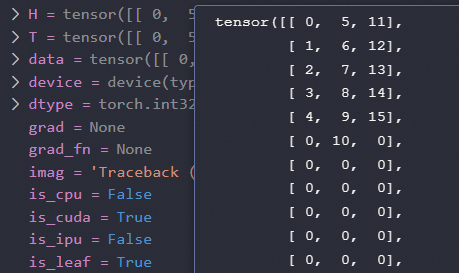 > H = tensor([[ 0,  5
> T = tensor([[ 0,  5
> data = tensor([[ 0,
> device = device(typ
> dtype = torch.int32
grad = None
grad_fn = None
imag = 'Traceback (
is_cpu = False
is_cuda = True
is_ipu = False
is_leaf = True
tensor([[ 0,  5, 11],
[ 1,  6, 12],
[ 2,  7, 13],
[ 3,  8, 14],
[ 4,  9, 15],
[ 0, 10,  0],
[ 0,  0,  0],
[ 0,  0,  0],
[ 0,  0,  0],
[ 0,  0,  0],
[ 0,  0,  0],